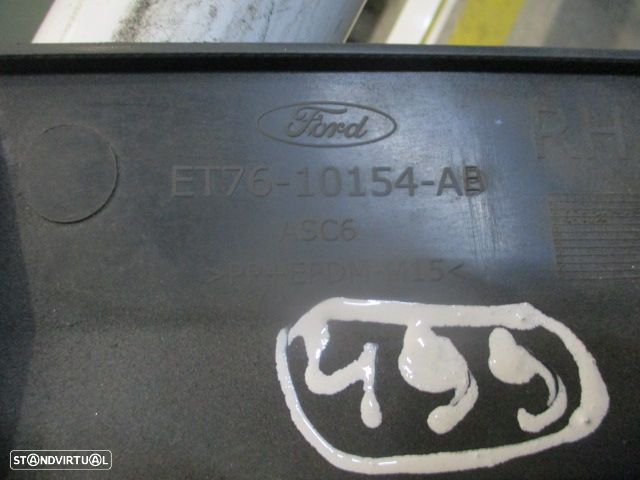 Ford
RH
ET76-10154-AB
ASC6
>PP+EPDM-M15<
499
STANDVIRTUAL